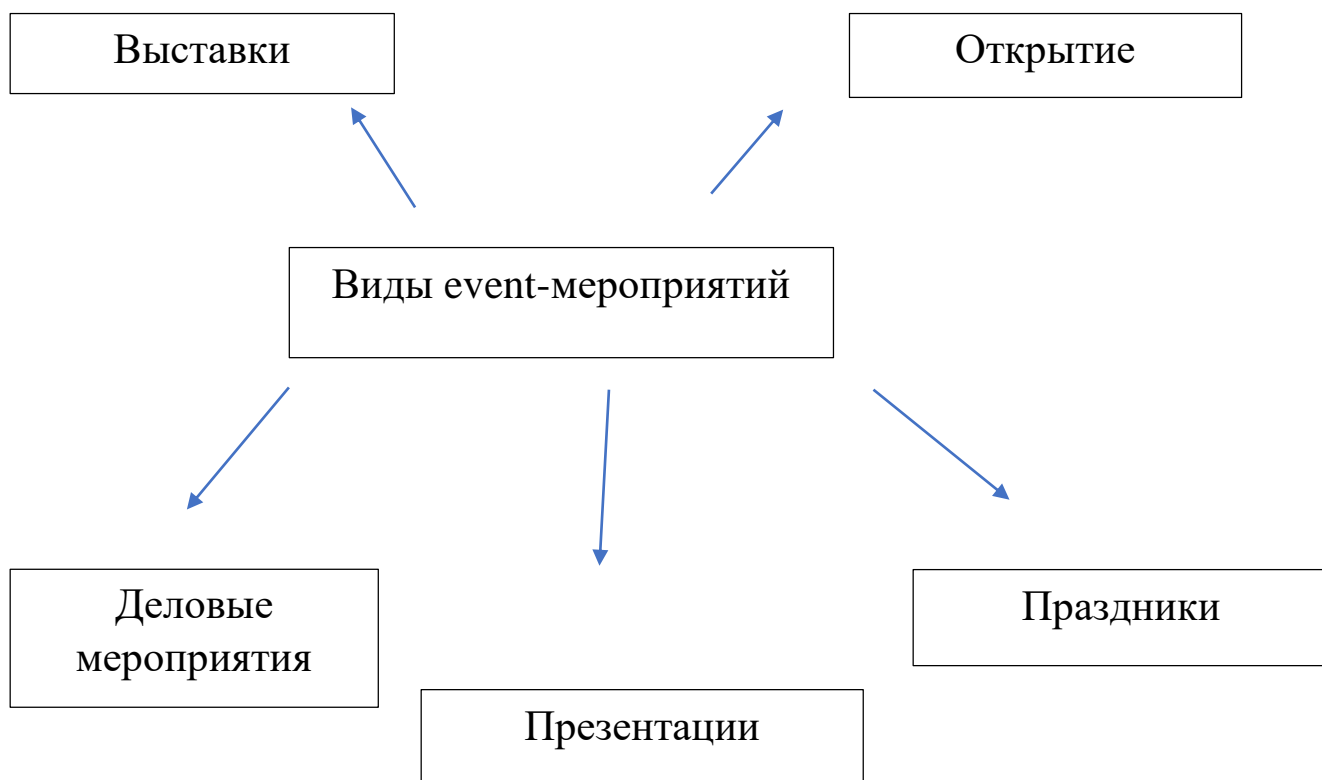 Выставки
Открытие
Виды event-мероприятий
Деловые
мероприятия
Праздники
Презентации